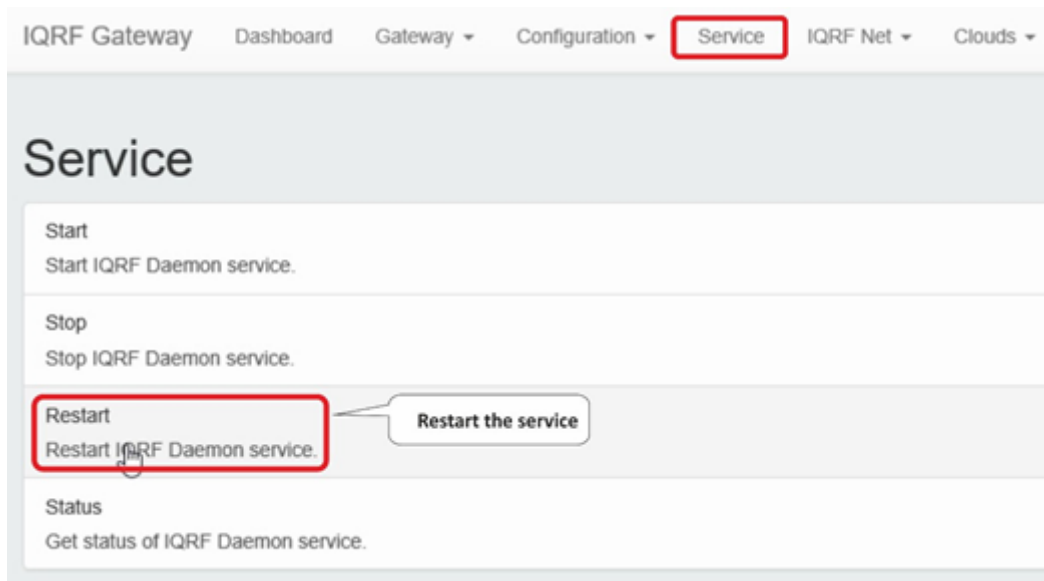 IQRF Gateway Dashboard Gateway Configuration Service IQRF Net Clouds
Service
Start
Start IQRF Daemon service.
Stop
Stop IQRF Daemon service.
Restart
Restart the service
Restart IQRF Daemon service.
Status
Get status of IQRF Daemon service.